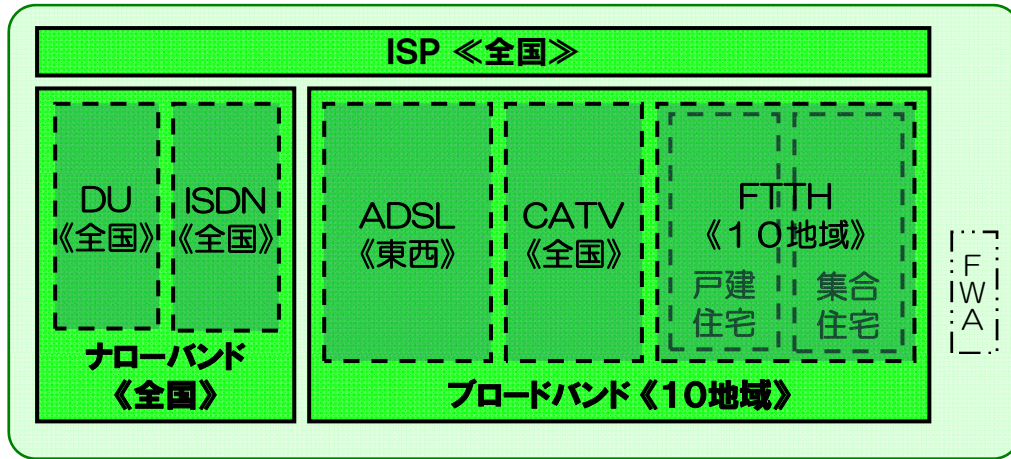 ISP ≪全国≫
DU
《全国》
ISDN
《全国》
ナローバンド
《全国》
ADSL
《東西》
CATV
《全国》
FTTH
《10地域》
戸建
住宅
集合
住宅
ブロードバンド《10地域》
FWA